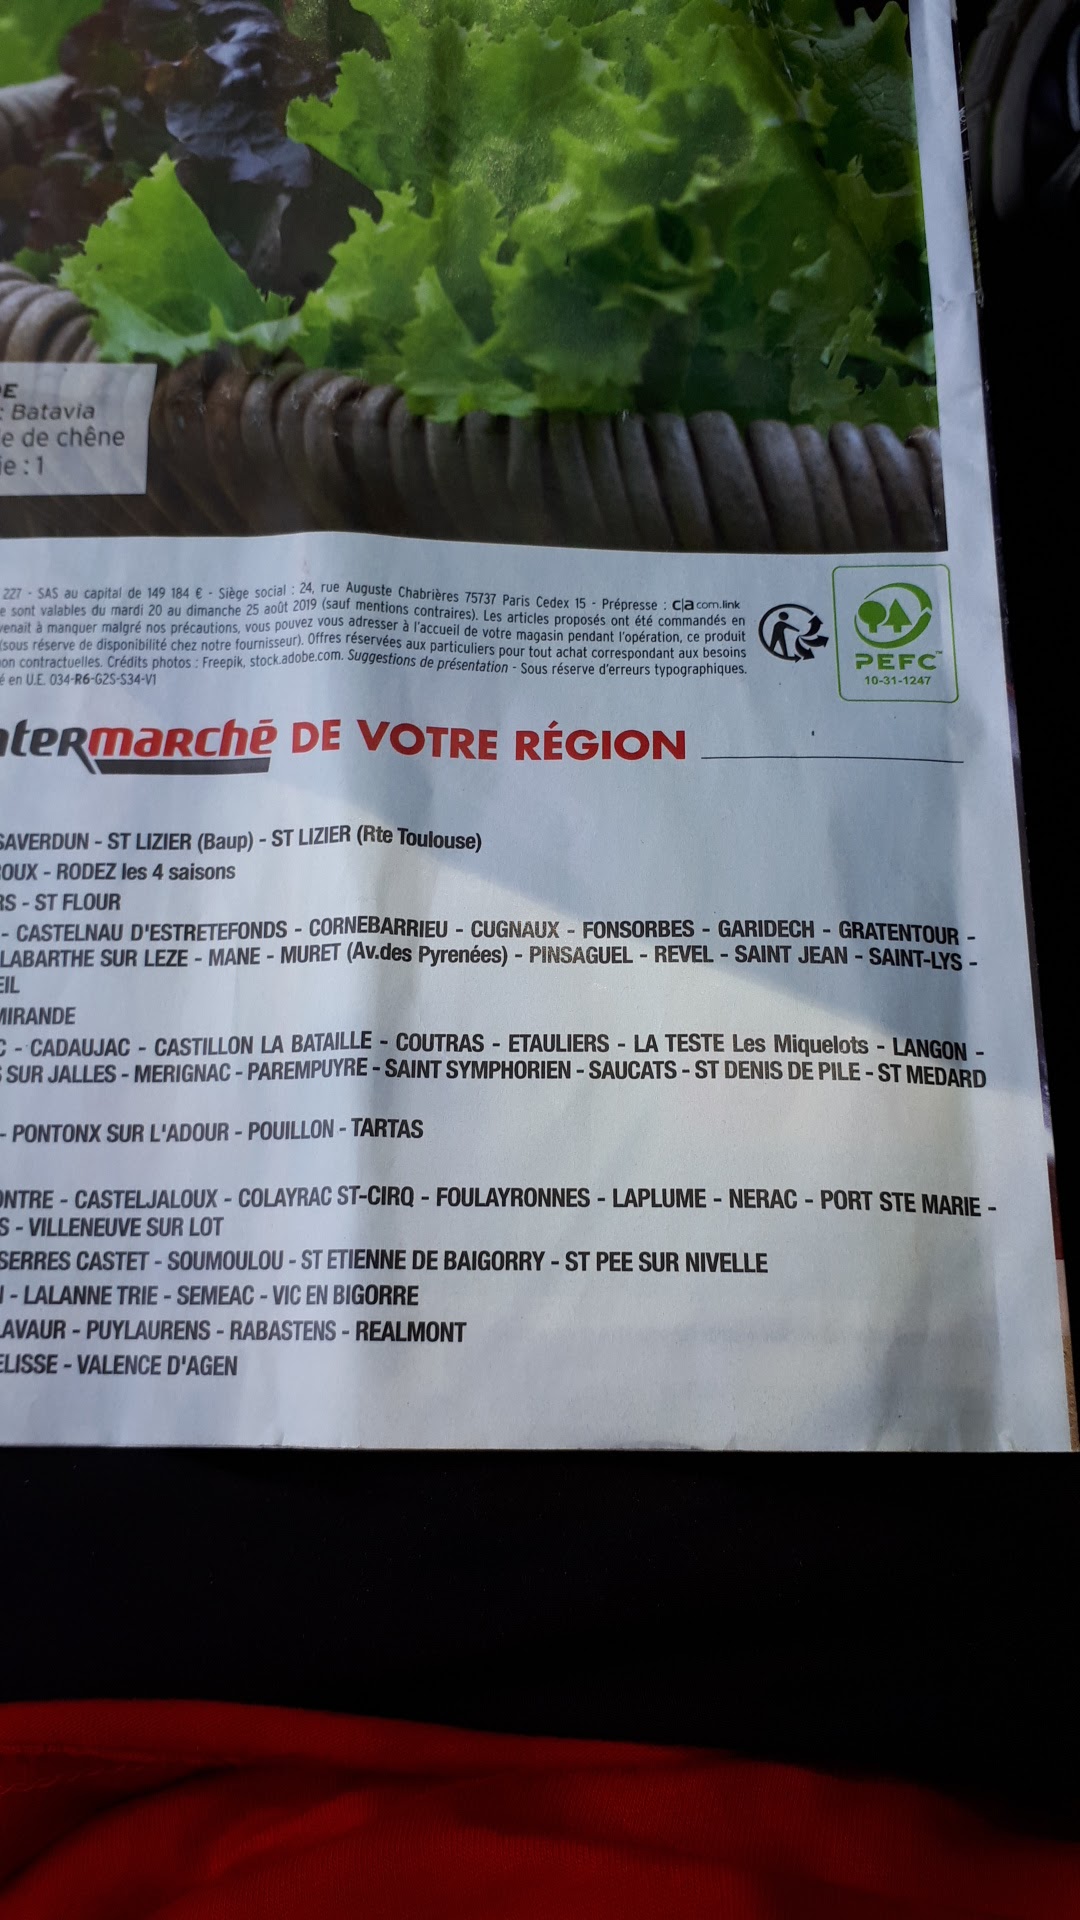 : Batavia
e de chêne
ie : 1
227 - SAS au capital de 149 184 € - Siège social : 24, rue Auguste Chabrières 75737 Paris Cedex 15 - Prépresse : c|a com.link
e sont valables du mardi 20 au dimanche 25 août 2019 (sauf mentions contraires). Les articles proposés ont été commandés en
venait à manquer malgré nos précautions, vous pouvez vous adresser à l'accueil de votre magasin pendant l'opération, ce produit
(sous réserve de disponibilité chez notre fournisseur). Offres réservées aux particuliers pour tout achat correspondant aux besoins
on contractuelles. Crédits photos : Freepik, stock.adobe.com. Suggestions de présentation - Sous réserve d'erreurs typographiques.
é en U.E. 034-R6-G2S-S34-V1
PEFC™
10-31-1247
ntermarché DE VOTRE RÉGION
SAVERDUN - ST LIZIER (Baup) - ST LIZIER (Rte Toulouse)
OUX - RODEZ les 4 saisons
RS - ST FLOUR
- CASTELNAU D'ESTRETEFONDS - CORNEBARRIEU - CUGNAUX - FONSORBES - GARIDECH - GRATENTOUR -
LABARTHE SUR LEZE - MANE - MURET (Av.des Pyrenées) - PINSAGUEL - REVEL - SAINT JEAN - SAINT-LYS -
EIL
MIRANDE
C - CADAUJAC - CASTILLON LA BATAILLE - COUTRAS - ETAULIERS - LA TESTE Les Miquelots - LANGON -
S SUR JALLES - MERIGNAC - PAREMPUYRE - SAINT SYMPHORIEN - SAUCATS - ST DENIS DE PILE - ST MEDARD
- PONTONX SUR L'ADOUR - POUILLON - TARTAS
ONTRE - CASTELJALOUX - COLAYRAC ST-CIRQ - FOULAYRONNES - LAPLUME - NERAC - PORT STE MARIE -
S - VILLENEUVE SUR LOT
SERRES CASTET - SOUMOULOU - ST ETIENNE DE BAIGORRY - ST PEE SUR NIVELLE
- LALANNE TRIE - SEMEAC - VIC EN BIGORRE
LAVAUR - PUYLAURENS - RABASTENS - REALMONT
ELISSE - VALENCE D'AGEN